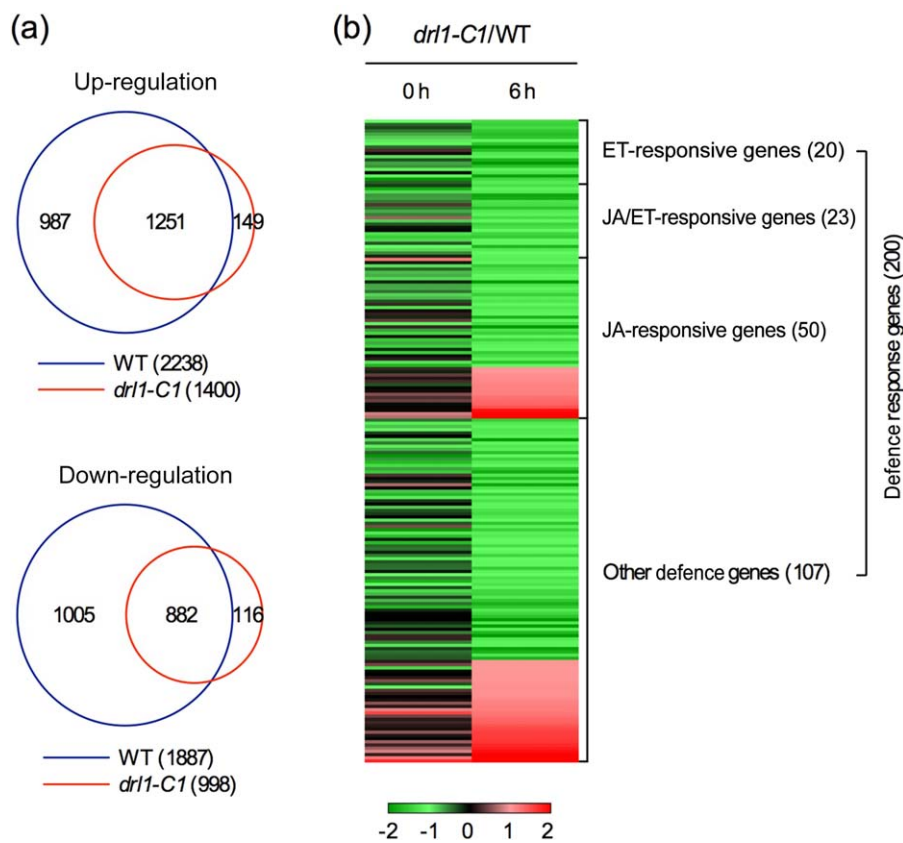 (a)
Up-regulation
987 1251 149
WT (2238)
drl1-C1 (1400)
Down-regulation
1005 882 116
WT (1887)
drl1-C1 (998)
(b)
drl1-C1/WT
0 h 6 h
ET-responsive genes (20)
JA/ET-responsive genes (23)
JA-responsive genes (50)
Other defence genes (107)
Defence response genes (200)
-2 -1 0 1 2